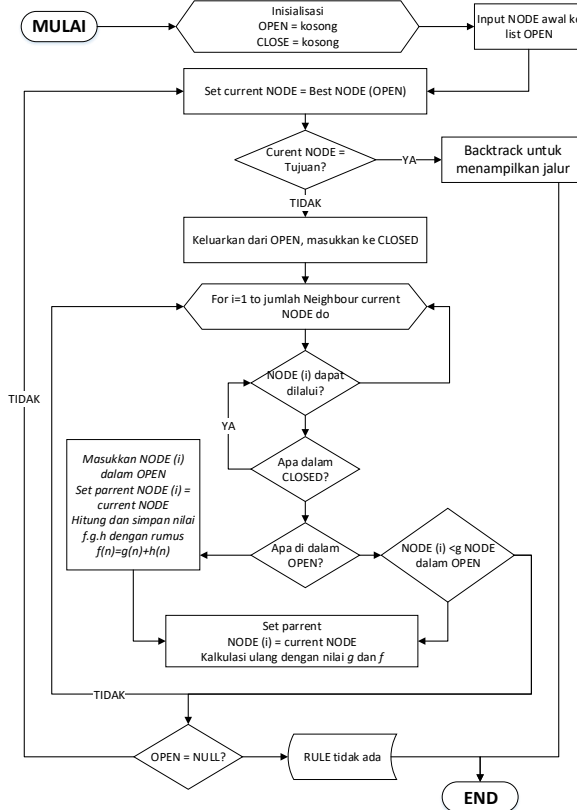 MULAI
Inisialisasi
OPEN = kosong
CLOSE = kosong
Input NODE awal ke
list OPEN
Set current NODE = Best NODE (OPEN)
Curent NODE =
Tujuan?
YA
Backtrack untuk
menampilkan jalur
TIDAK
Keluarkan dari OPEN, masukkan ke CLOSED
For i=1 to jumlah Neighbour current
NODE do
NODE (i) dapat
dilalui?
TIDAK
YA
Apa dalam
CLOSED?
Masukkan NODE (i)
dalam OPEN
Set parrent NODE (i) =
current NODE
Hitung dan simpan nilai
f.g.h dengan rumus
f(n)=g(n)+h(n)
Apa di dalam
OPEN?
NODE (i) <g NODE
dalam OPEN
Set parrent
NODE (i) = current NODE
Kalkulasi ulang dengan nilai g dan f
TIDAK
OPEN = NULL?
RULE tidak ada
END